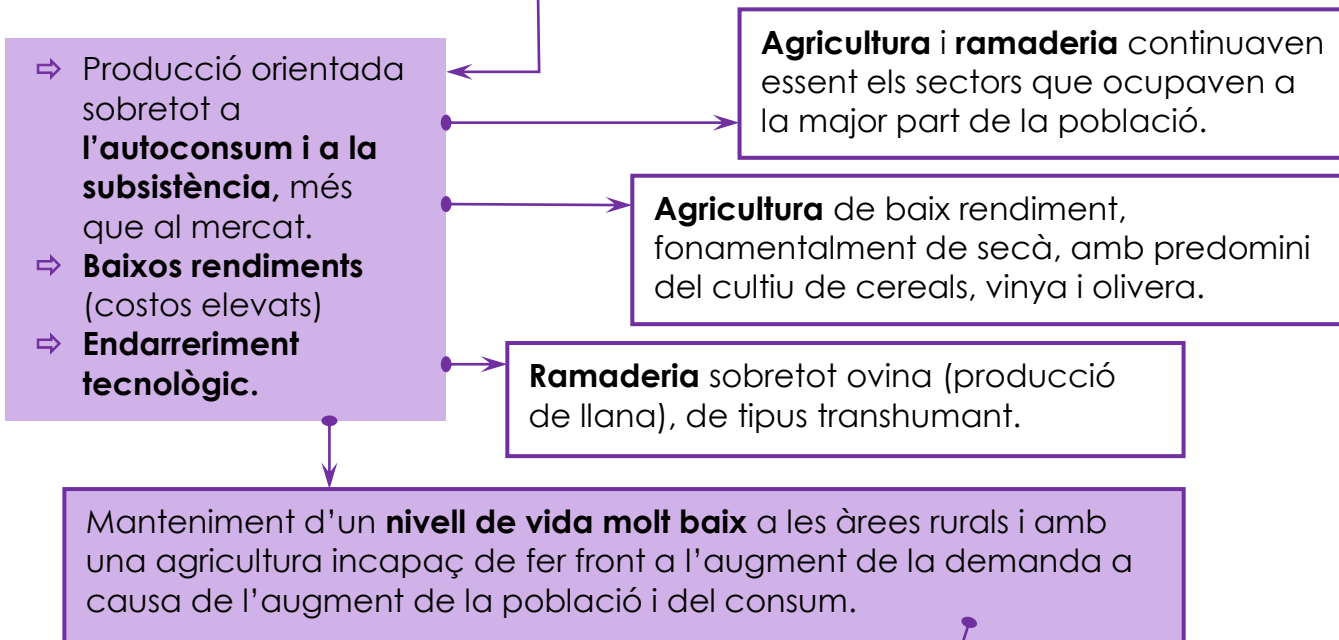 ⇨ Producció orientada
sobretot a
l'autoconsum i a la
subsistència, més
que al mercat.
⇨ Baixos rendiments
(costos elevats)
⇨ Endarreriment
tecnològic.
Agricultura i ramaderia continuaven
essent els sectors que ocupaven a
la major part de la població.
Agricultura de baix rendiment,
fonamentalment de secà, amb predomini
del cultiu de cereals, vinya i olivera.
Ramaderia sobretot ovina (producció
de llana), de tipus transhumant.
Manteniment d'un nivell de vida molt baix a les àrees rurals i amb
una agricultura incapaç de fer front a l'augment de la demanda a
causa de l'augment de la població i del consum.